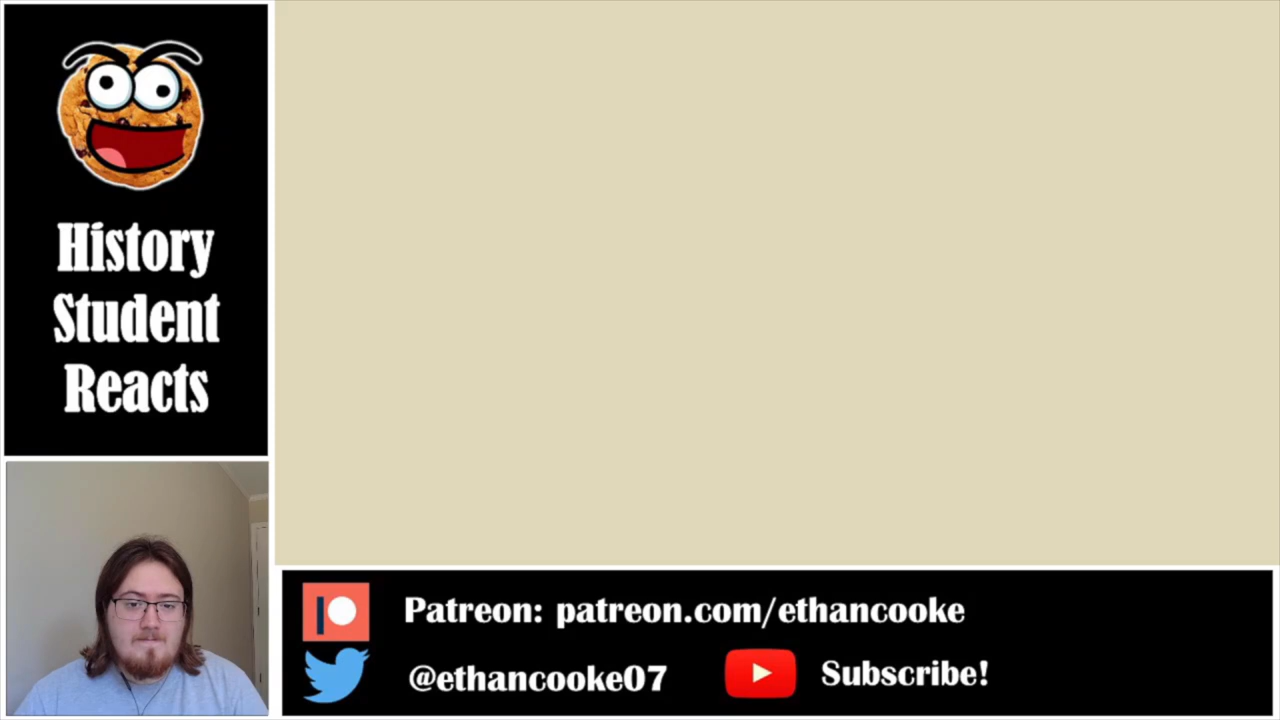 History
Student
Reacts
Patreon: patreon.com/ethancooke
@ethancooke07
Subscribe!